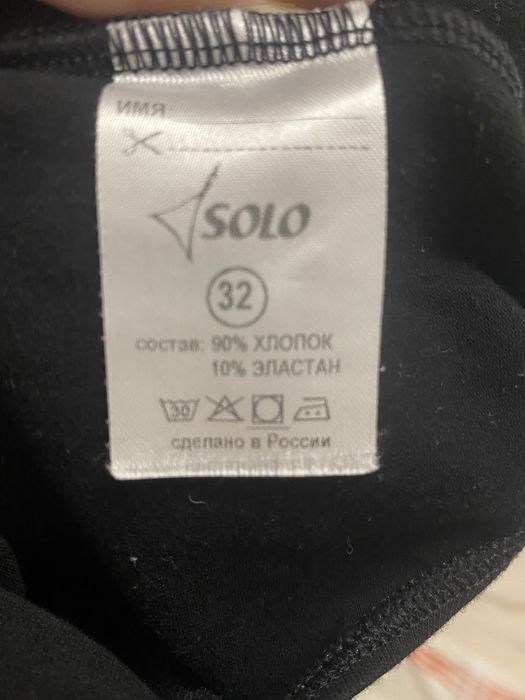 ИМЯ:
SOLO
32
состав: 90% ХЛОПОК
10% ЭЛАСТАН
30
сделано в России